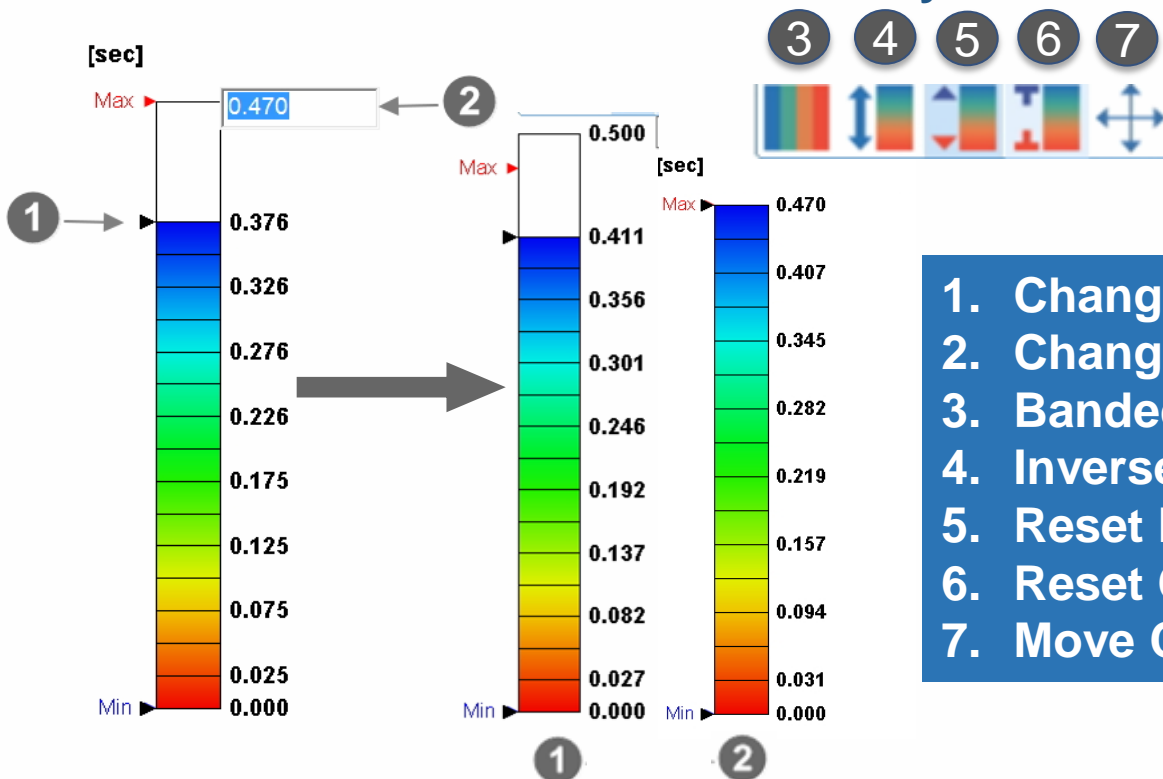 3 4 5 6 7
[sec]
Max
0.470
2
1
0.376
0.326
0.276
0.226
0.175
0.125
0.075
0.025
Min
0.000
0.500
Max
0.411
0.356
0.301
0.246
0.192
0.137
0.082
0.027
Min
0.000
1
[sec]
Max
0.470
0.407
0.345
0.282
0.219
0.157
0.094
0.031
Min
0.000
2
1. Chang
2. Chang
3. Bande
4. Inverse
5. Reset
6. Reset
7. Move